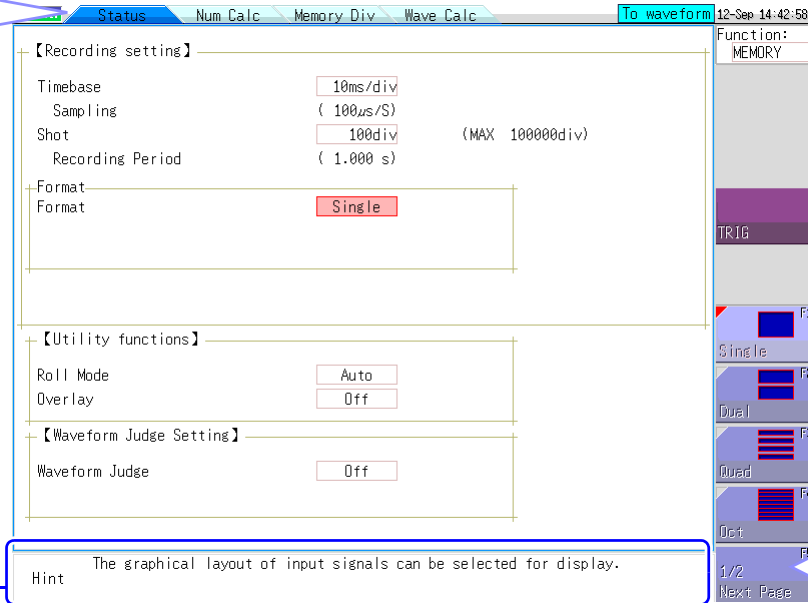 Status Num Calc Memory Div Wave Calc To waveform 12-Sep 14:42:58
Function:
MEMORY
【Recording setting】
Timebase 10ms/div
Sampling ( 100μs/S)
Shot 100div (MAX 100000div)
Recording Period ( 1.000 s)
Format
Format Single
TRIG
【Utility functions】
Roll Mode Auto
Overlay Off
【Waveform Judge Setting】
Waveform Judge Off
Single
Dual
Quad
Oct
1/2
Next Page
The graphical layout of input signals can be selected for display.
Hint